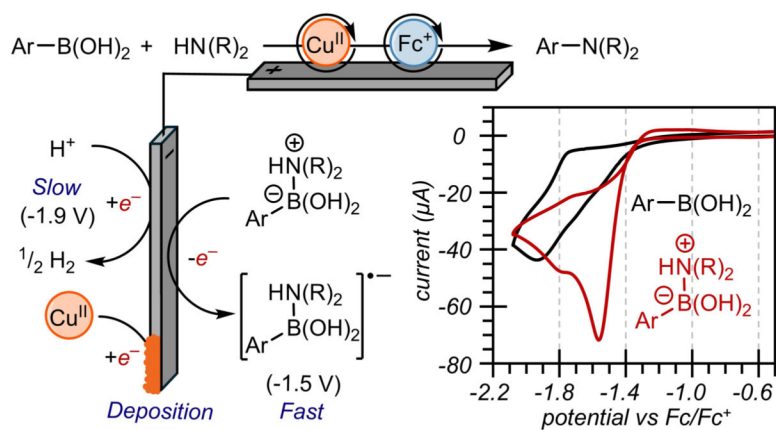 Ar–B(OH)₂ + HN(R)₂ Cu^II Fc⁺ Ar–N(R)₂
+
–
H⁺
Slow
(-1.9 V)
+e⁻
½ H₂
Cu^II
+e⁻
Deposition
⊕
HN(R)₂
⊖
B(OH)₂
Ar
-e⁻
•–
HN(R)₂
B(OH)₂
Ar
(-1.5 V)
Fast
current (µA)
0
-20
-40
-60
-80
Ar–B(OH)₂
⊕
HN(R)₂
⊖
B(OH)₂
Ar
-2.2 -1.8 -1.4 -1.0 -0.6
potential vs Fc/Fc⁺